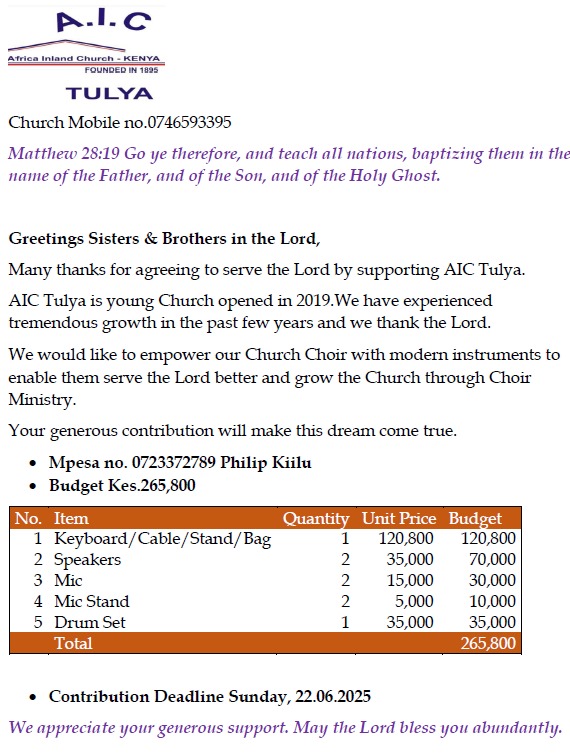 A.I.C
Africa Inland Church - KENYA
FOUNDED IN 1895
TULYA
Church Mobile no.0746593395
Matthew 28:19 Go ye therefore, and teach all nations, baptizing them in the
name of the Father, and of the Son, and of the Holy Ghost.
Greetings Sisters & Brothers in the Lord,
Many thanks for agreeing to serve the Lord by supporting AIC Tulya.
AIC Tulya is young Church opened in 2019.We have experienced
tremendous growth in the past few years and we thank the Lord.
We would like to empower our Church Choir with modern instruments to
enable them serve the Lord better and grow the Church through Choir
Ministry.
Your generous contribution will make this dream come true.
• Mpesa no. 0723372789 Philip Kiilu
• Budget Kes.265,800
No. Item Quantity Unit Price Budget
1 Keyboard/Cable/Stand/Bag 1 120,800 120,800
2 Speakers 2 35,000 70,000
3 Mic 2 15,000 30,000
4 Mic Stand 2 5,000 10,000
5 Drum Set 1 35,000 35,000
Total 265,800
• Contribution Deadline Sunday, 22.06.2025
We appreciate your generous support. May the Lord bless you abundantly.